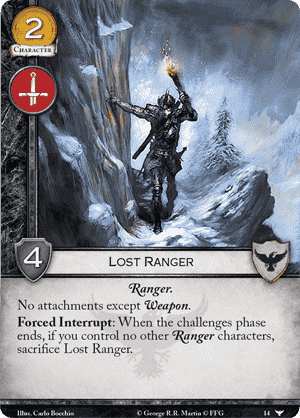 2
CHARACTER
4
LOST RANGER
Ranger.
No attachments except Weapon.
Forced Interrupt: When the challenges phase
ends, if you control no other Ranger characters,
sacrifice Lost Ranger.
Illus. Carlo Bocchio © George R.R. Martin © FFG 14